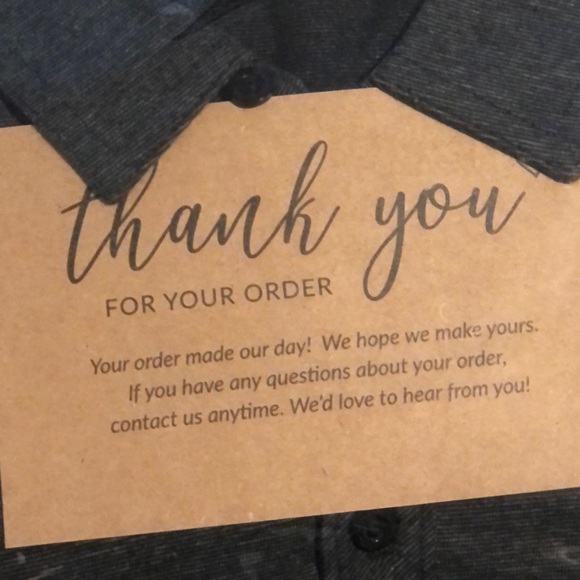 thank you
FOR YOUR ORDER
Your order made our day! We hope we make yours.
If you have any questions about your order,
contact us anytime. We'd love to hear from you!